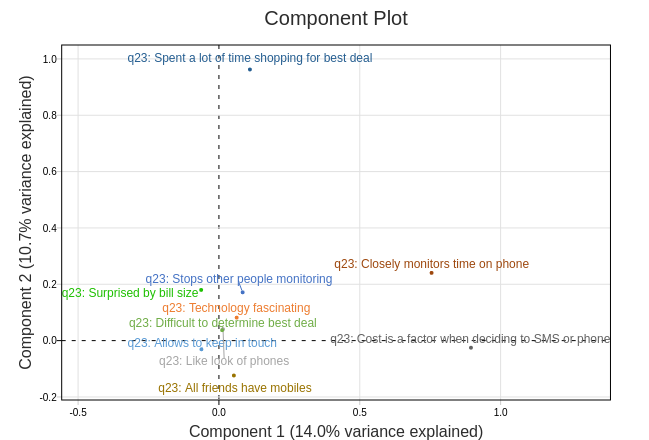 Component Plot
Component 2 (10.7% variance explained)
1.0
0.8
0.6
0.4
0.2
0.0
-0.2
q23: Spent a lot of time shopping for best deal
q23: Closely monitors time on phone
q23: Stops other people monitoring
q23: Surprised by bill size
q23: Technology fascinating
q23: Difficult to determine best deal
q23: Cost is a factor when deciding to SMS or phone
q23: Allows to keep in touch
q23: Like look of phones
q23: All friends have mobiles
-0.5
0.0
0.5
1.0
Component 1 (14.0% variance explained)